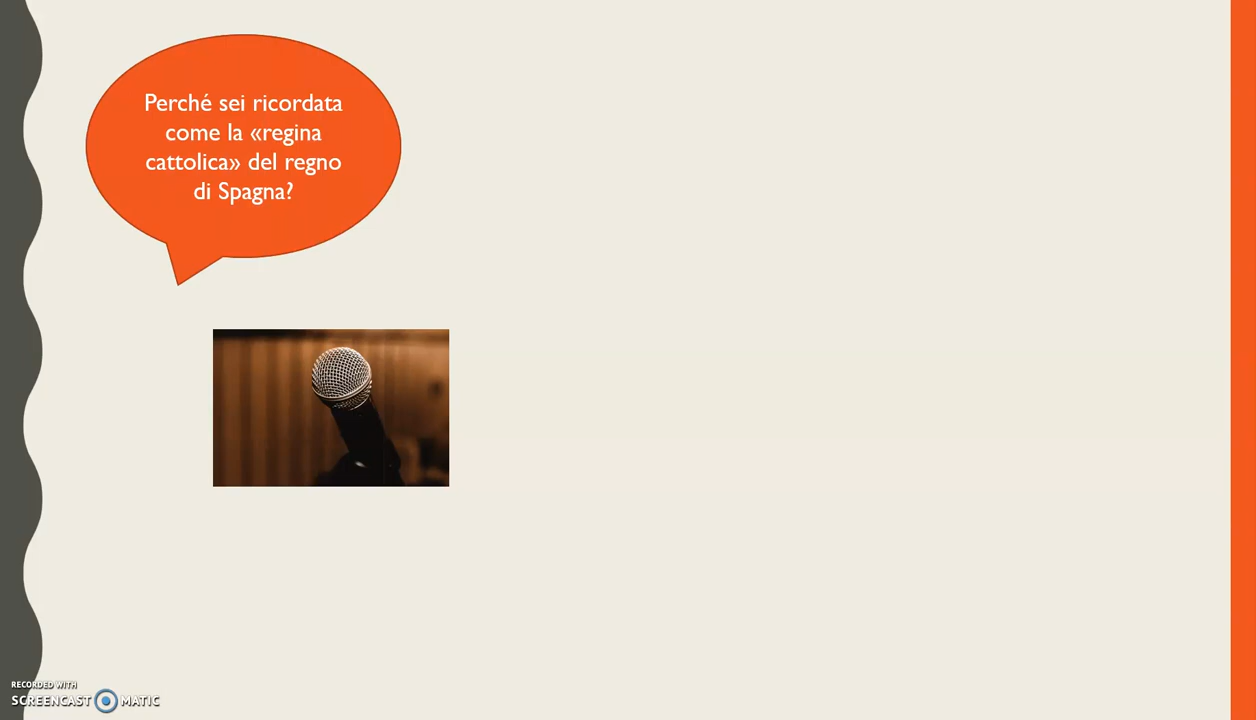 Perché sei ricordata
come la «regina
cattolica» del regno
di Spagna?
RECORDED WITH
SCREENCAST MATIC